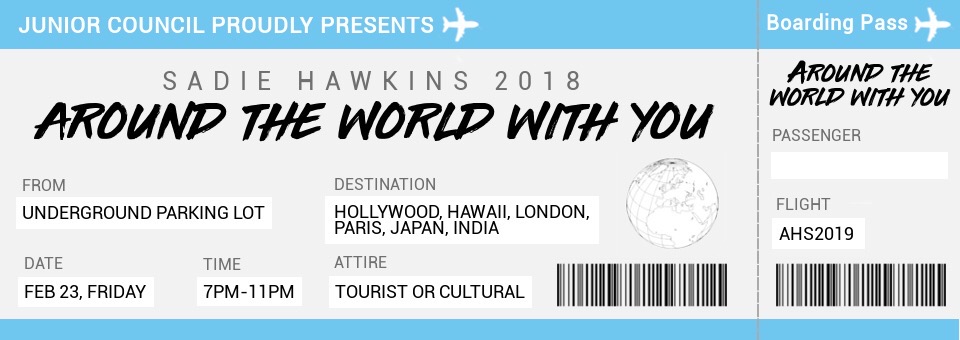 JUNIOR COUNCIL PROUDLY PRESENTS
SADIE HAWKINS 2018
AROUND THE WORLD WITH YOU
FROM
UNDERGROUND PARKING LOT
DESTINATION
HOLLYWOOD, HAWAII, LONDON,
PARIS, JAPAN, INDIA
DATE
FEB 23, FRIDAY
TIME
7PM-11PM
ATTIRE
TOURIST OR CULTURAL
Boarding Pass
AROUND THE
WORLD WITH YOU
PASSENGER
FLIGHT
AHS2019